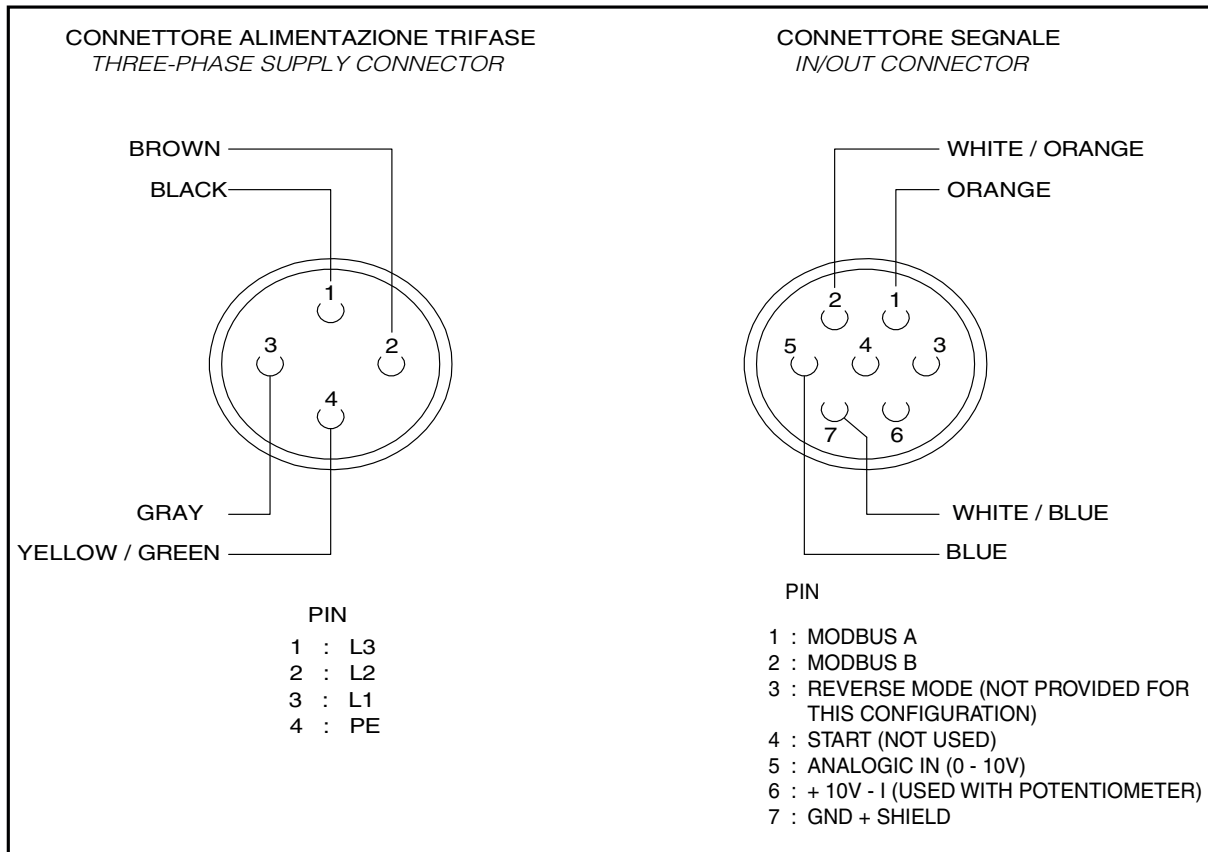 CONNETTORE ALIMENTAZIONE TRIFASE
THREE-PHASE SUPPLY CONNECTOR
BROWN
BLACK
1
3
2
4
GRAY
YELLOW / GREEN
PIN
1 : L3
2 : L2
3 : L1
4 : PE
CONNETTORE SEGNALE
IN/OUT CONNECTOR
WHITE / ORANGE
ORANGE
2 1
5 4 3
7 6
WHITE / BLUE
BLUE
PIN
1 : MODBUS A
2 : MODBUS B
3 : REVERSE MODE (NOT PROVIDED FOR
THIS CONFIGURATION)
4 : START (NOT USED)
5 : ANALOGIC IN (0 - 10V)
6 : + 10V - I (USED WITH POTENTIOMETER)
7 : GND + SHIELD